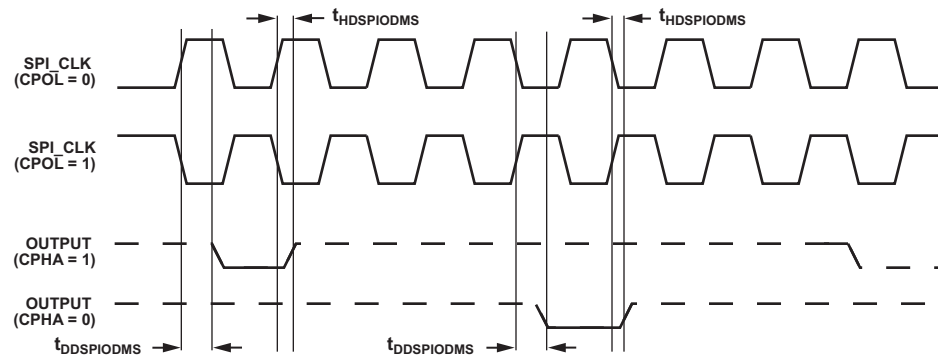 tHDSPIODMS
tHDSPIODMS
SPI_CLK
(CPOL = 0)
SPI_CLK
(CPOL = 1)
OUTPUT
(CPHA = 1)
OUTPUT
(CPHA = 0)
tDDSPIODMS
tDDSPIODMS